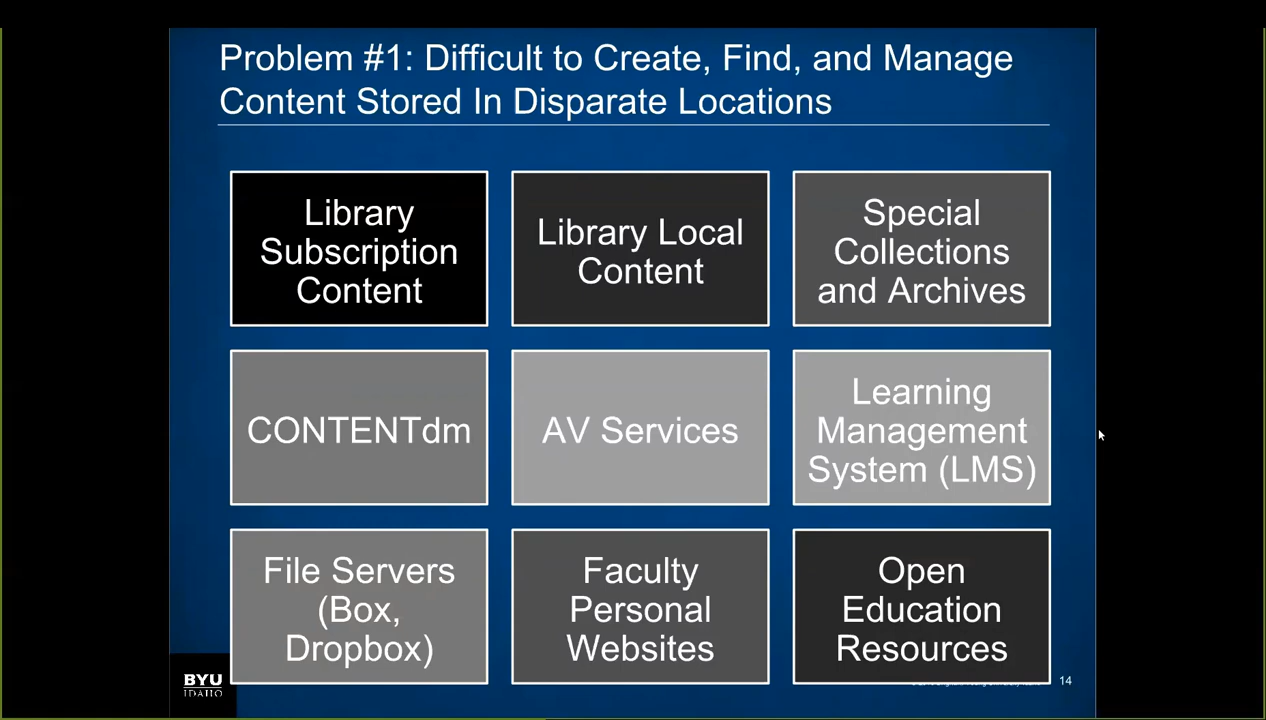 Problem #1: Difficult to Create, Find, and Manage
Content Stored In Disparate Locations
Library
Subscription
Content
Library Local
Content
Special
Collections
and Archives
CONTENTdm
AV Services
Learning
Management
System (LMS)
File Servers
(Box,
Dropbox)
Faculty
Personal
Websites
Open
Education
Resources
BYU
IDAHO
14